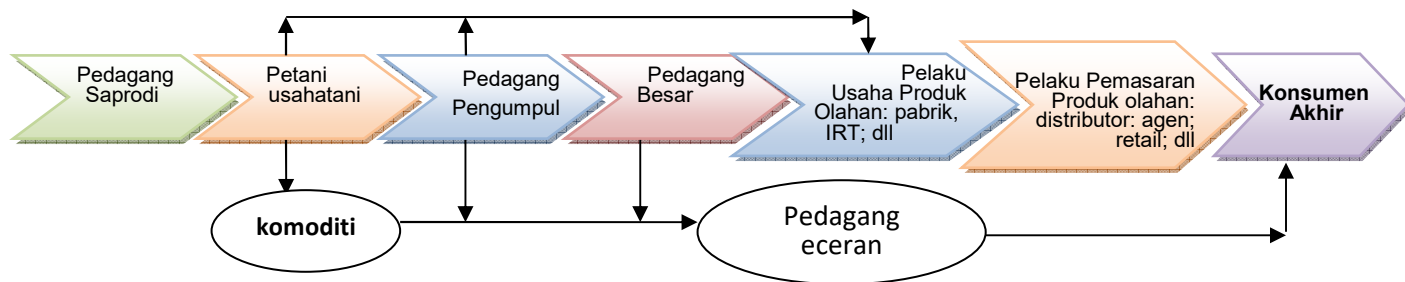 Pedagang
Saprodi
Petani
usahatani
Pedagang
Pengumpul
Pedagang
Besar
Pelaku
Usaha Produk
Olahan: pabrik,
IRT; dll
Pelaku Pemasaran
Produk olahan:
distributor: agen;
retail; dll
Konsumen
Akhir
komoditi
Pedagang
eceran